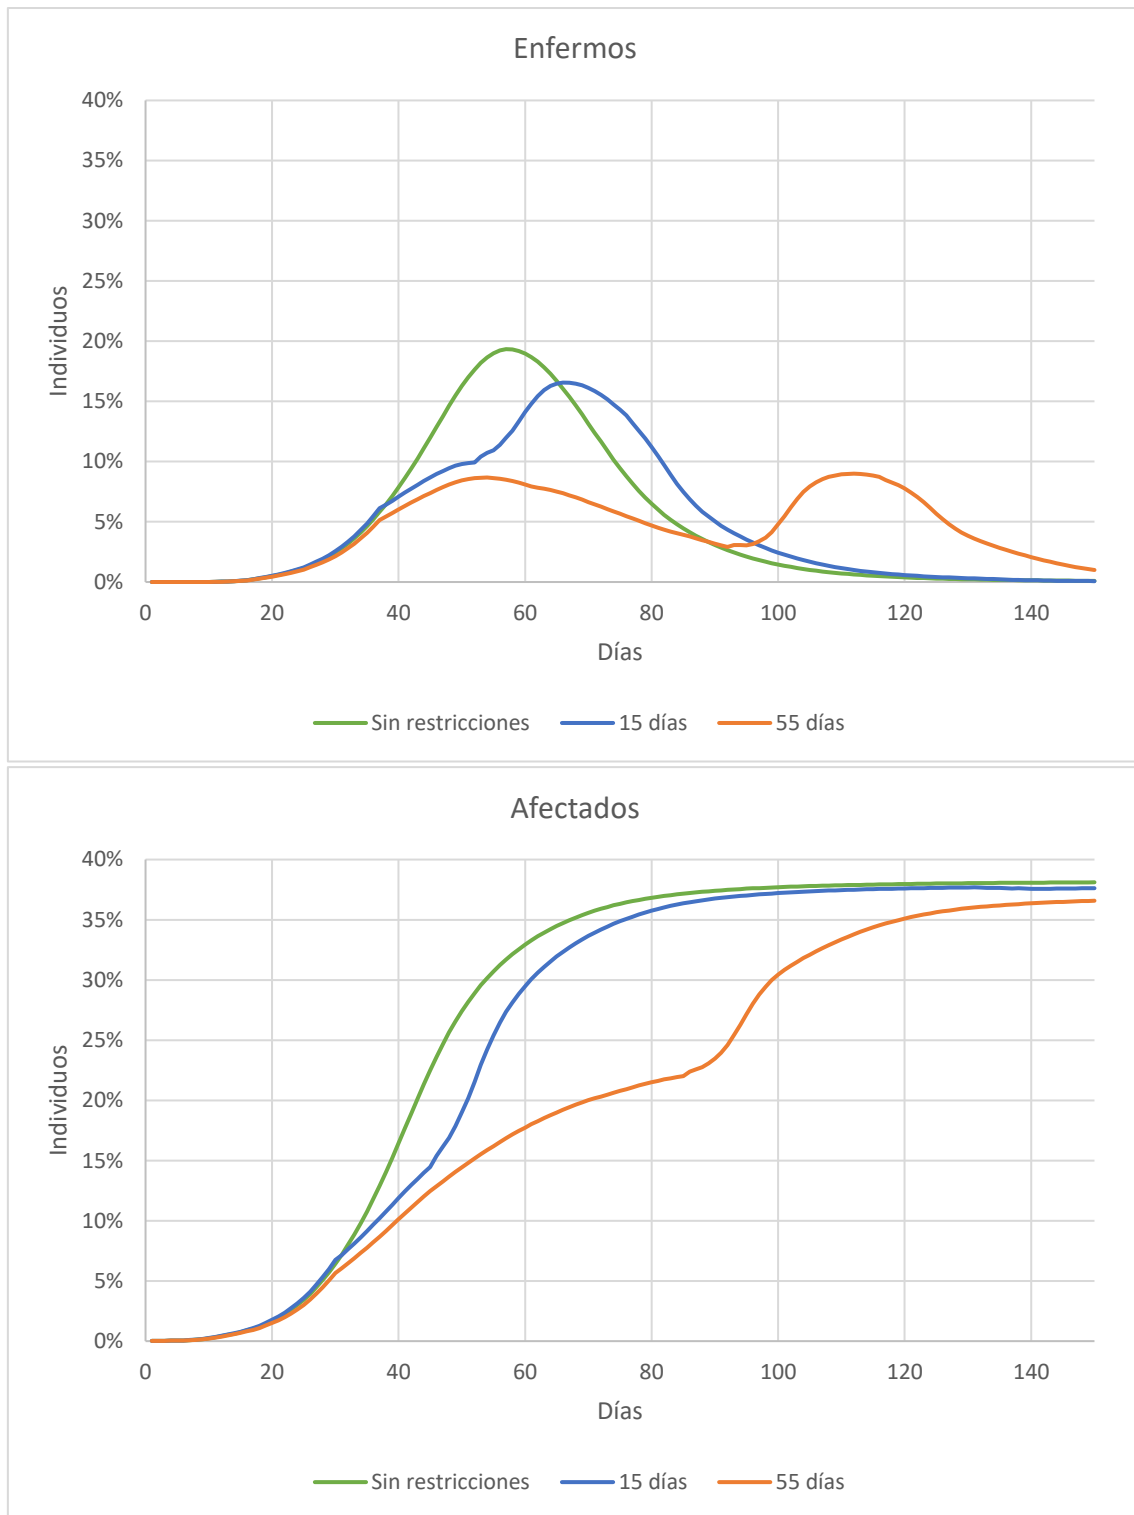 Enfermos
40%
35%
30%
25%
20%
15%
10%
5%
0%
Individuos
0 20 40 60 80 100 120 140
Días
Sin restricciones 15 días 55 días
Afectados
40%
35%
30%
25%
20%
15%
10%
5%
0%
Individuos
0 20 40 60 80 100 120 140
Días
Sin restricciones 15 días 55 días